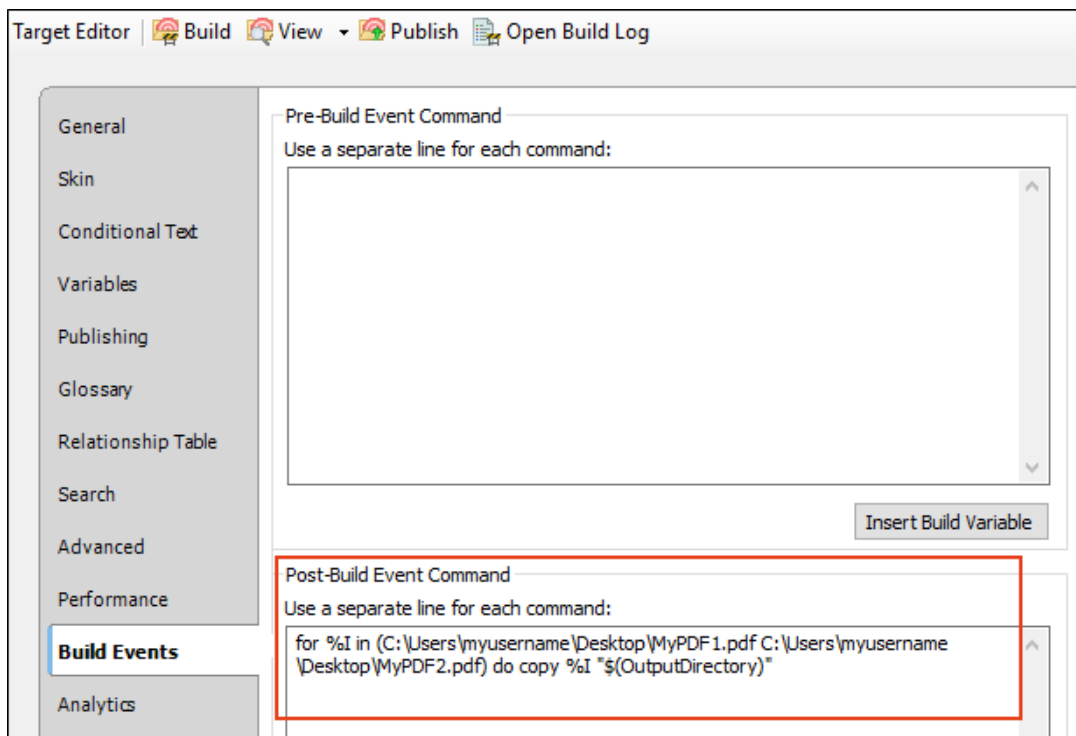 Target Editor Build View Publish Open Build Log
General
Skin
Conditional Text
Variables
Publishing
Glossary
Relationship Table
Search
Advanced
Performance
Build Events
Analytics
Pre-Build Event Command
Use a separate line for each command:
Insert Build Variable
Post-Build Event Command
Use a separate line for each command:
for %I in (C:\Users\myusername\Desktop\MyPDF1.pdf C:\Users\myusername
\Desktop\MyPDF2.pdf) do copy %I "$(OutputDirectory)"